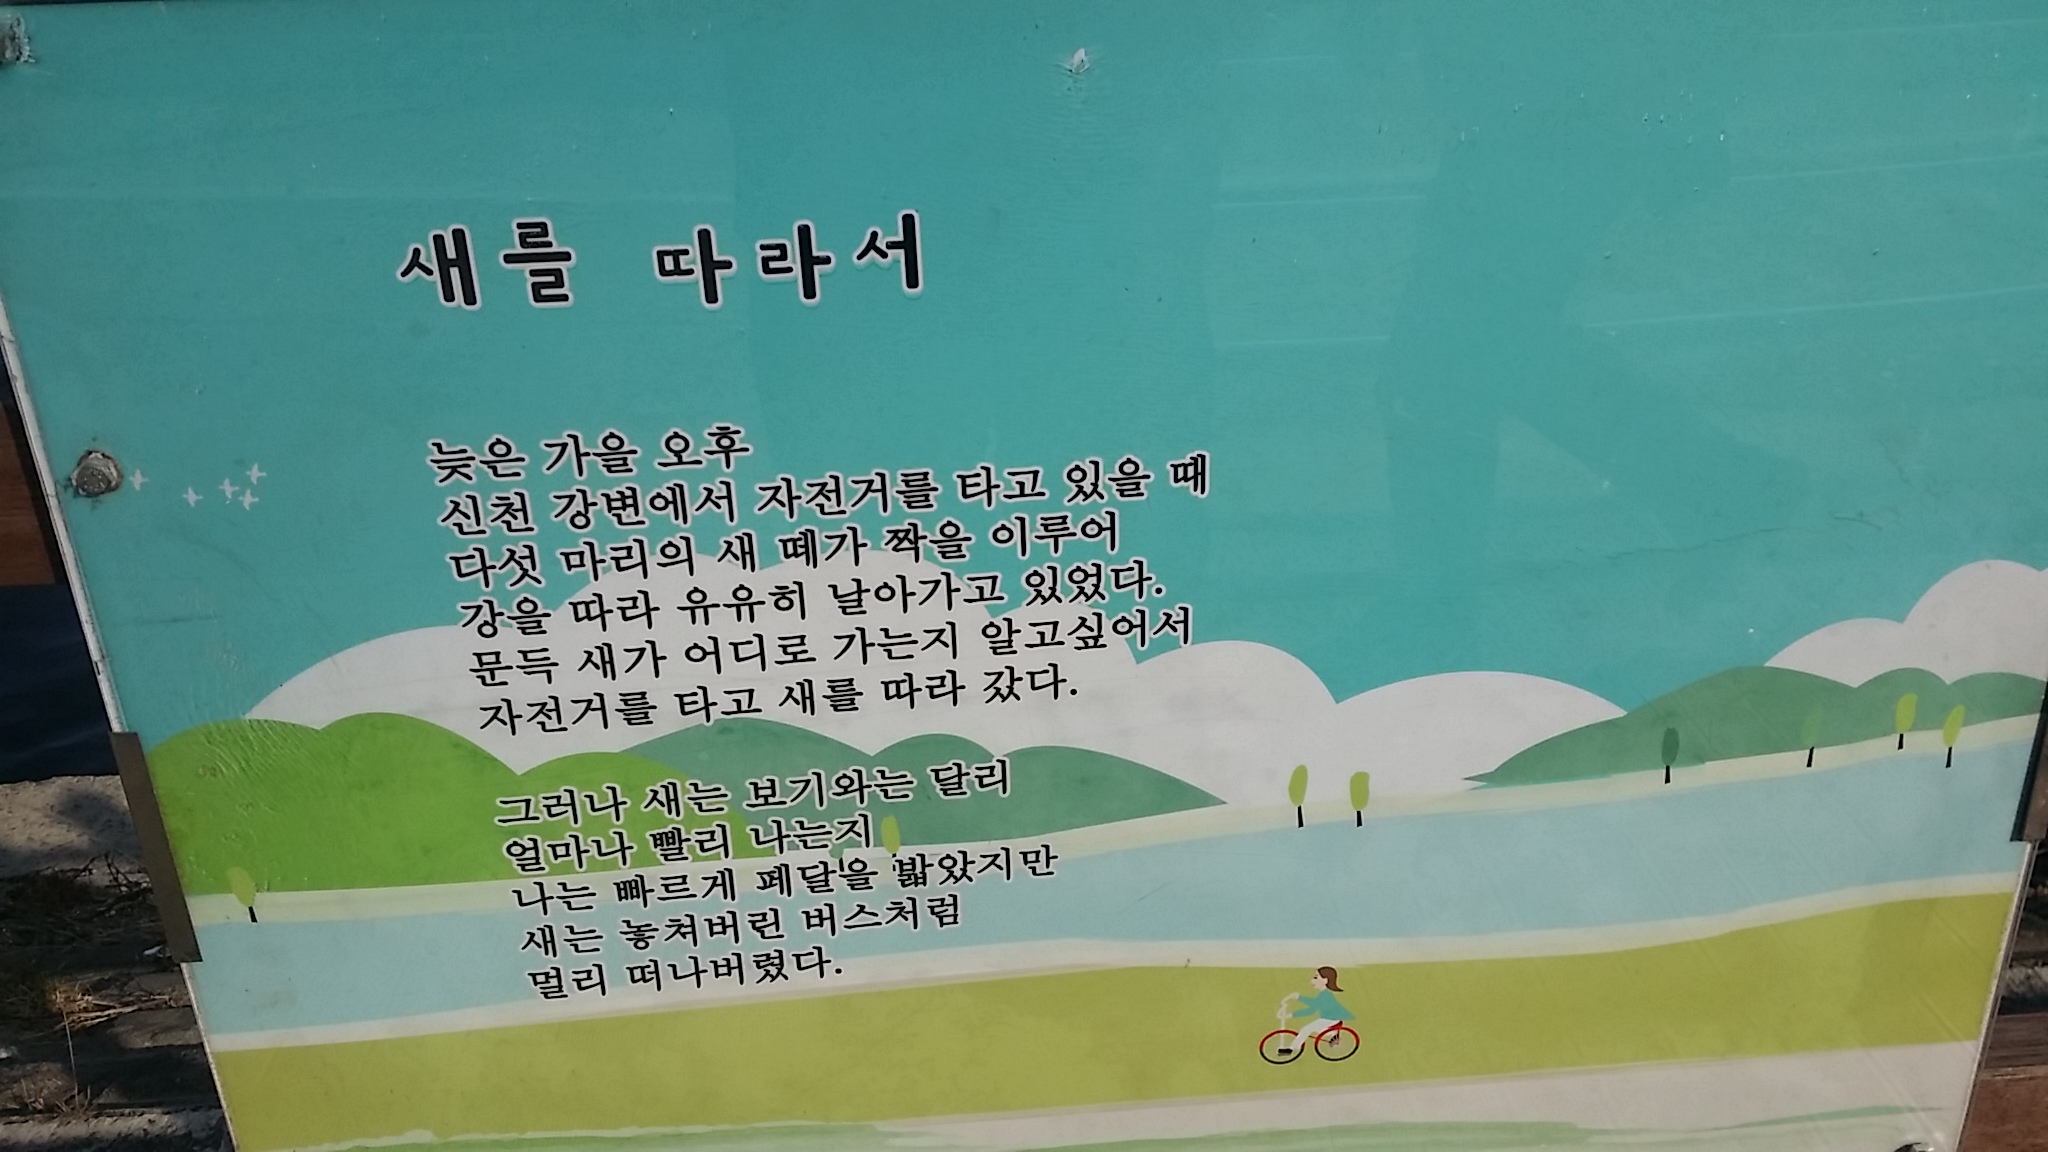 새를 따라서
늦은 가을 오후
신천 강변에서 자전거를 타고 있을 때
다섯 마리의 새 떼가 짝을 이루어
강을 따라 유유히 날아가고 있었다.
문득 새가 어디로 가는지 알고싶어서
자전거를 타고 새를 따라 갔다.
그러나 새는 보기와는 달리
얼마나 빨리 나는지
나는 빠르게 페달을 밟았지만
새는 놓쳐버린 버스처럼
멀리 떠나버렸다.